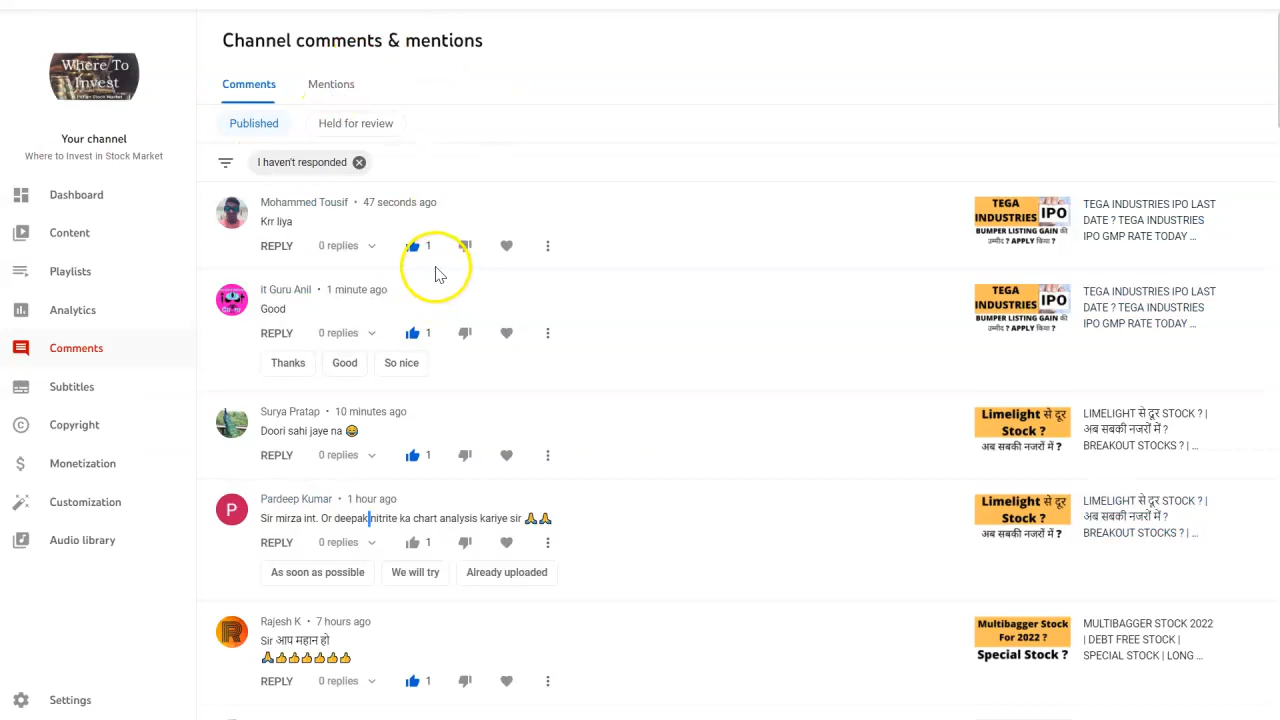 Channel comments & mentions
Where To
Invest
Your channel
Where to Invest in Stock Market
Dashboard
Content
Playlists
Analytics
Comments
Subtitles
Copyright
Monetization
Customization
Audio library
Settings
Comments
Mentions
Published
Held for review
I haven't responded
Mohammed Tousif • 47 seconds ago
Krr liya
REPLY 0 replies 1
TEGA
INDUSTRIES IPO
BUMPER LISTING GAIN की
उम्मीद ? APPLY किया ?
TEGA INDUSTRIES IPO LAST
DATE ? TEGA INDUSTRIES
IPO GMP RATE TODAY ...
it Guru Anil • 1 minute ago
Good
REPLY 0 replies 1
Thanks
Good
So nice
TEGA
INDUSTRIES IPO
BUMPER LISTING GAIN की
उम्मीद ? APPLY किया ?
TEGA INDUSTRIES IPO LAST
DATE ? TEGA INDUSTRIES
IPO GMP RATE TODAY ...
Surya Pratap • 10 minutes ago
Doori sahi jaye na 😂
REPLY 0 replies 1
Limelight से दूर
Stock ?
अब सबकी नजरों में ?
LIMELIGHT से दूर STOCK ? |
अब सबकी नजरों में ?
BREAKOUT STOCKS ? | ...
P
Pardeep Kumar • 1 hour ago
Sir mirza int. Or deepak nitrite ka chart analysis kariye sir 🙏🙏
REPLY 0 replies 1
As soon as possible
We will try
Already uploaded
Limelight से दूर
Stock ?
अब सबकी नजरों में ?
LIMELIGHT से दूर STOCK ? |
अब सबकी नजरों में ?
BREAKOUT STOCKS ? | ...
Rajesh K • 7 hours ago
Sir आप महान हो
🙏👍👍👍👍👍👍
REPLY 0 replies 1
Multibagger Stock
For 2022 ?
Special Stock ?
MULTIBAGGER STOCK 2022
| DEBT FREE STOCK |
SPECIAL STOCK | LONG ...